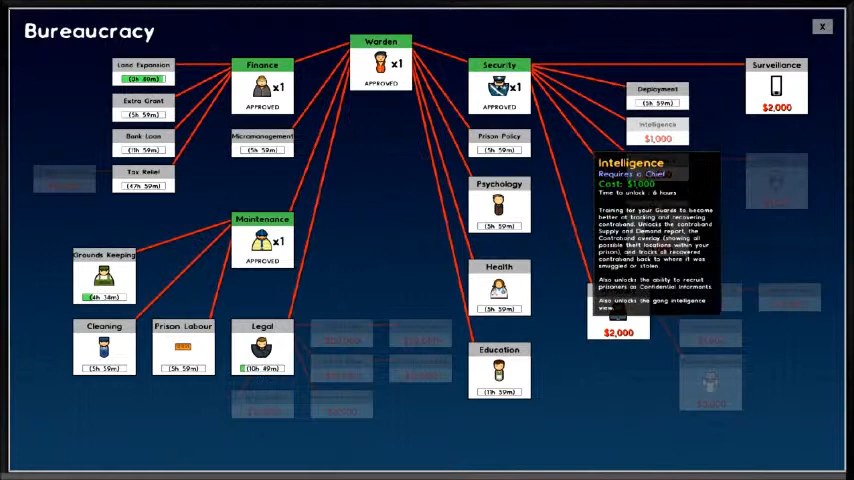 Bureaucracy
X
Warden
x1
APPROVED
Land Expansion
Finance
x1
APPROVED
Security
x1
APPROVED
Surveillance
$2,000
Extra Grant
(5h 59m)
Deployment
(5h 59m)
Bank Loan
(11h 59m)
Micromanagement
(5h 59m)
Prison Policy
(5h 59m)
Intelligence
$1,000
Tax Relief
(47h 59m)
Psychology
(5h 59m)
Intelligence
Requires a Chief
Cost: $1,000
Time to unlock : 6 hours
Training for your Guards to become
better at tracking and recovering
contraband. Unlocks the contraband
Supply and Demand report, the
Contraband overlay (showing all
possible theft locations within your
prison), and tracks all recovered
contraband back to where it was
smuggled or stolen.
Also unlocks the ability to recruit
prisoners as Confidential Informants.
Also unlocks the gang intelligence
view.
Maintenance
x1
APPROVED
Grounds Keeping
(4h 34m)
Health
(5h 59m)
$2,000
Cleaning
(5h 59m)
Prison Labour
(5h 59m)
Legal
(10h 49m)
Education
(11h 59m)